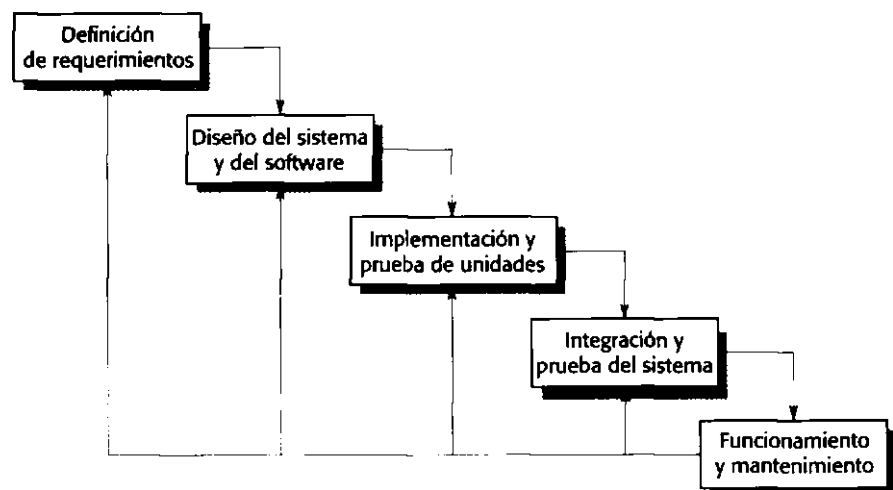 Definición
de requerimientos
Diseño del sistema
y del software
Implementación y
prueba de unidades
Integración y
prueba del sistema
Funcionamiento
y mantenimiento